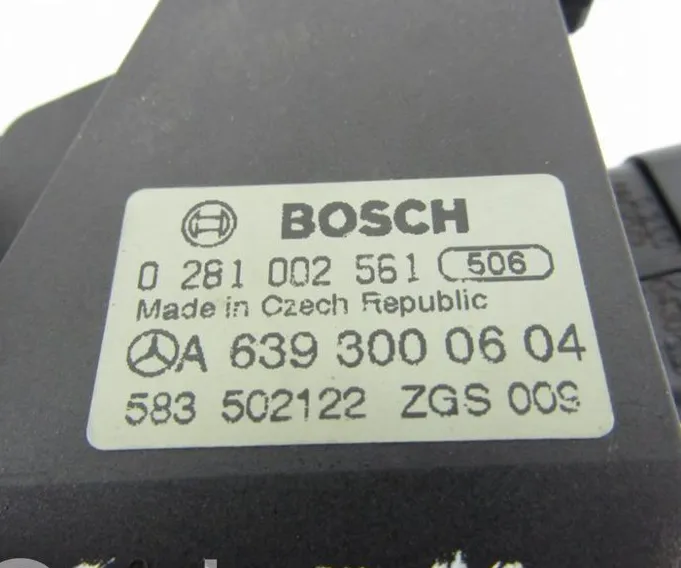 BOSCH
0 281 002 561 506
Made in Czech Republic
A 639 300 06 04
583 502122 ZGS 009